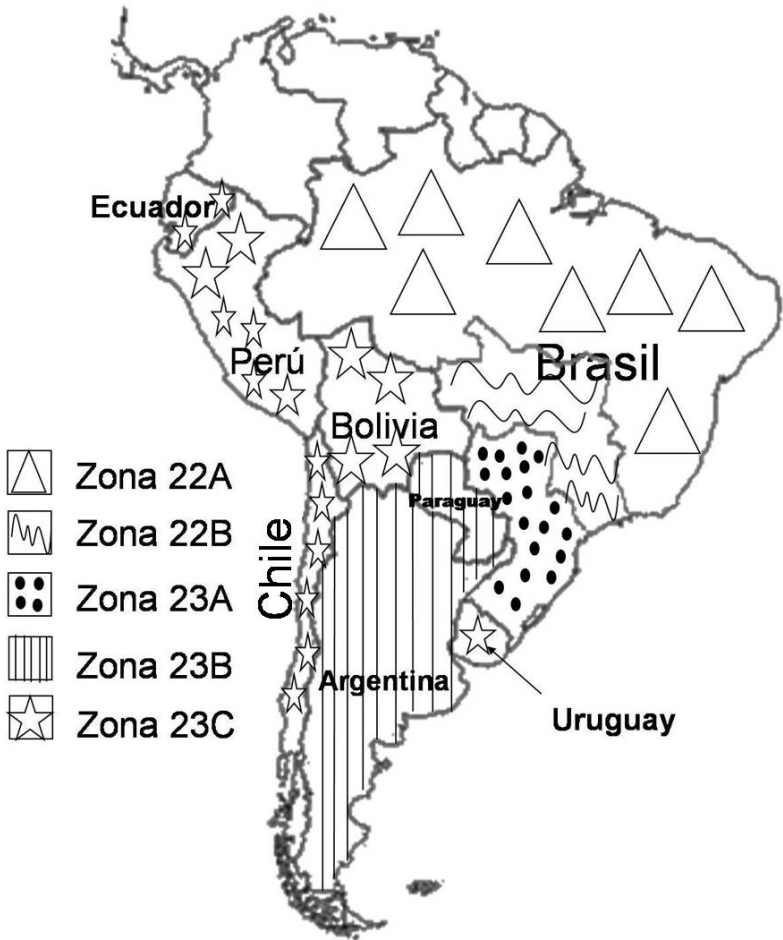 Ecuador
Brasil
Perú
Bolivia
Paraguay
Chile
Argentina
Uruguay
Zona 22A
Zona 22B
Zona 23A
Zona 23B
Zona 23C